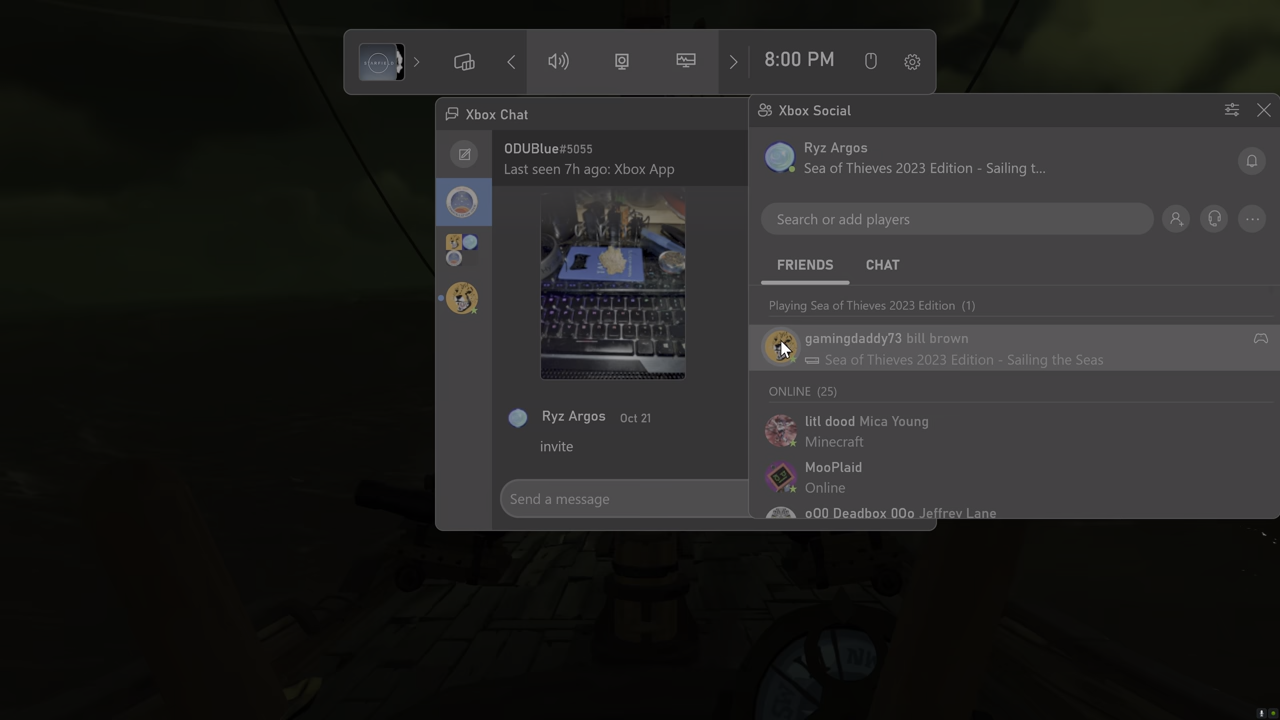 8:00 PM
Xbox Chat
ODUBlue#5055
Last seen 7h ago: Xbox App
Ryz Argos Oct 21
invite
Send a message
Xbox Social
Ryz Argos
Sea of Thieves 2023 Edition - Sailing t...
Search or add players
FRIENDS CHAT
Playing Sea of Thieves 2023 Edition (1)
gamingdaddy73 bill brown
Sea of Thieves 2023 Edition - Sailing the Seas
ONLINE (25)
litl dood Mica Young
Minecraft
MooPlaid
Online
oO0 Deadbox 0Oo Jeffrey Lane